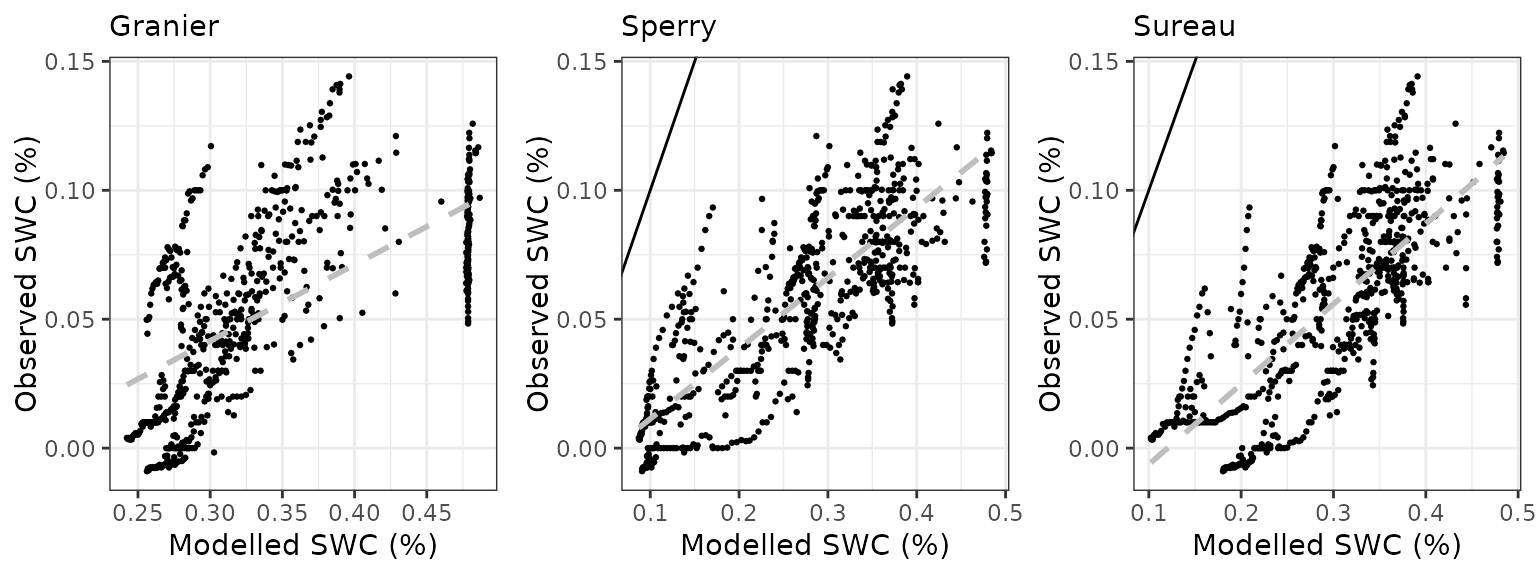 Granier
Sperry
Sureau
Observed SWC (%)
0.15
0.10
0.05
0.00
0.25 0.30 0.35 0.40 0.45
Modelled SWC (%)
Observed SWC (%)
0.15
0.10
0.05
0.00
0.1 0.2 0.3 0.4 0.5
Modelled SWC (%)
Observed SWC (%)
0.15
0.10
0.05
0.00
0.1 0.2 0.3 0.4 0.5
Modelled SWC (%)